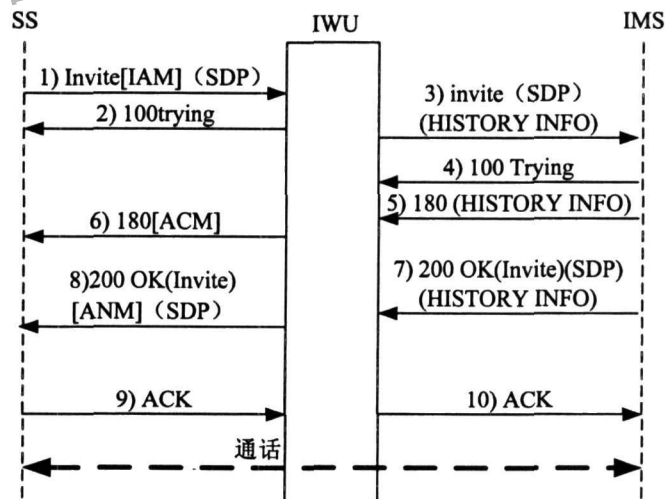 SS
IWU
IMS
1) Invite[IAM]（SDP）
2) 100trying
3) invite（SDP）
(HISTORY INFO)
4) 100 Trying
5) 180 (HISTORY INFO)
6) 180[ACM]
7) 200 OK(Invite)(SDP)
(HISTORY INFO)
8)200 OK(Invite)
[ANM]（SDP）
9) ACK
10) ACK
通话